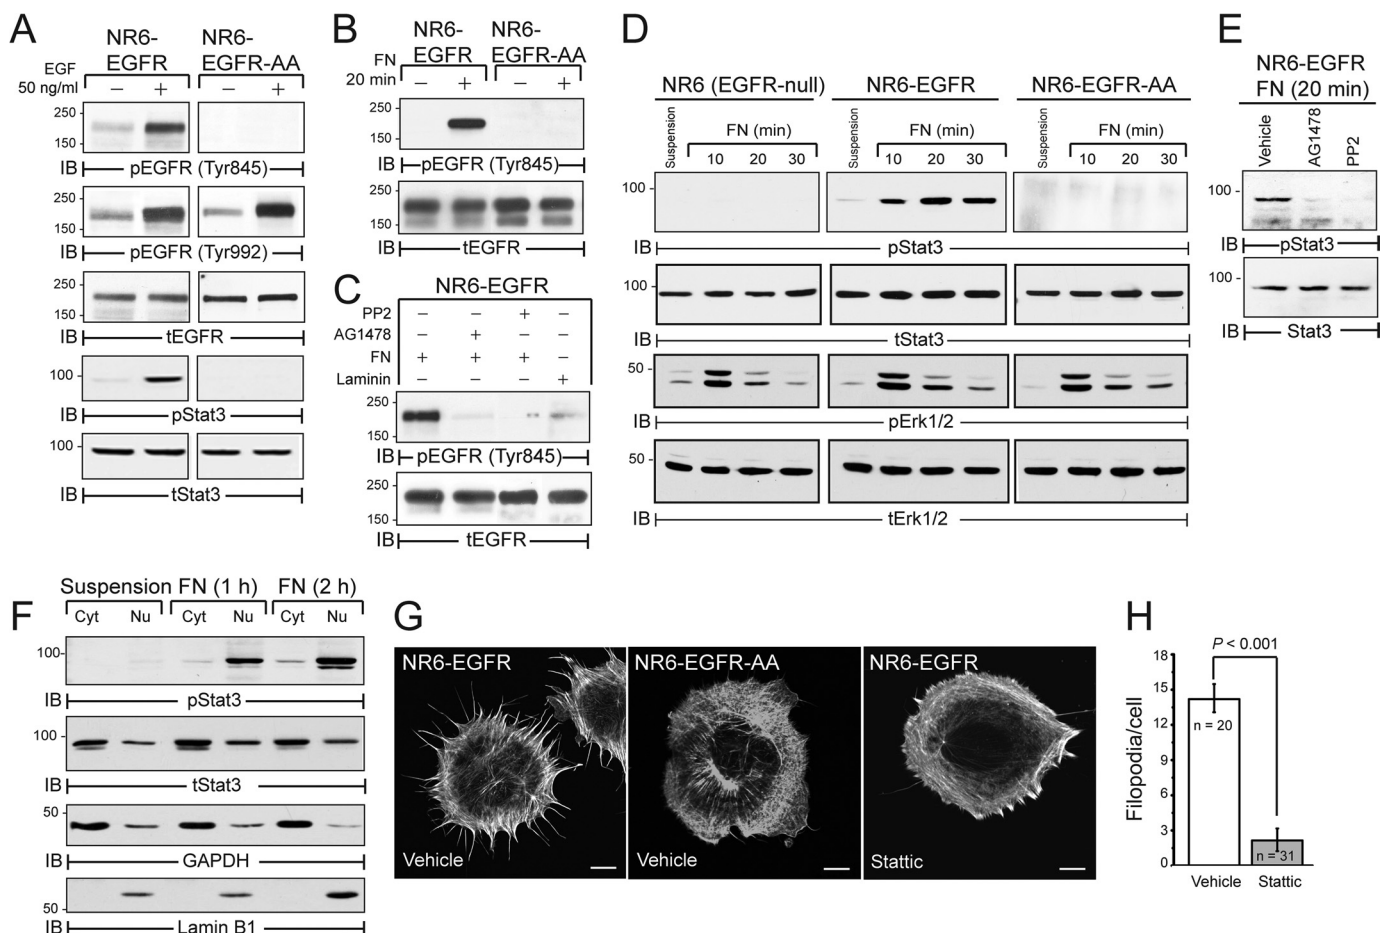 A
NR6-
EGFR
NR6-
EGFR-AA
EGF
50 ng/ml
– + – +
250
150
IB pEGFR (Tyr845)
250
150
IB pEGFR (Tyr992)
250
150
IB tEGFR
100
IB pStat3
100
IB tStat3
B
NR6-
EGFR
NR6-
EGFR-AA
FN
20 min
– + – +
250
150
IB pEGFR (Tyr845)
250
150
IB tEGFR
C
NR6-EGFR
PP2 – – + –
AG1478 – + – –
FN + + + –
Laminin – – – +
250
150
IB pEGFR (Tyr845)
250
150
IB tEGFR
D
NR6 (EGFR-null) NR6-EGFR NR6-EGFR-AA
Suspension FN (min) Suspension FN (min) Suspension FN (min)
10 20 30 10 20 30 10 20 30
100
IB pStat3
100
IB tStat3
50
IB pErk1/2
50
IB tErk1/2
E
NR6-EGFR
FN (20 min)
Vehicle AG1478 PP2
100
IB pStat3
100
IB Stat3
F
Suspension FN (1 h) FN (2 h)
Cyt Nu Cyt Nu Cyt Nu
100
IB pStat3
100
IB tStat3
50
IB GAPDH
50
IB Lamin B1
G
NR6-EGFR NR6-EGFR-AA NR6-EGFR
Vehicle Vehicle Stattic
H
P < 0.001
Filopodia/cell
18
15
12
9
6
3
0
n = 20
n = 31
Vehicle Stattic